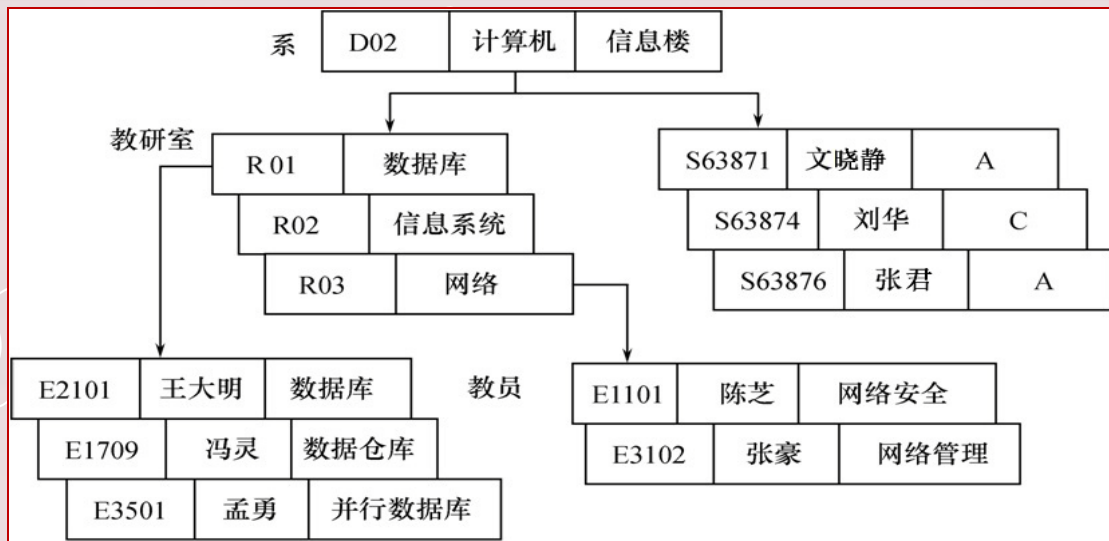 系 D02 计算机 信息楼
教研室
R 01 数据库
R02 信息系统
R03 网络
S63871 文晓静 A
S63874 刘华 C
S63876 张君 A
教员
E2101 王大明 数据库
E1709 冯灵 数据仓库
E3501 孟勇 并行数据库
E1101 陈芝 网络安全
E3102 张豪 网络管理